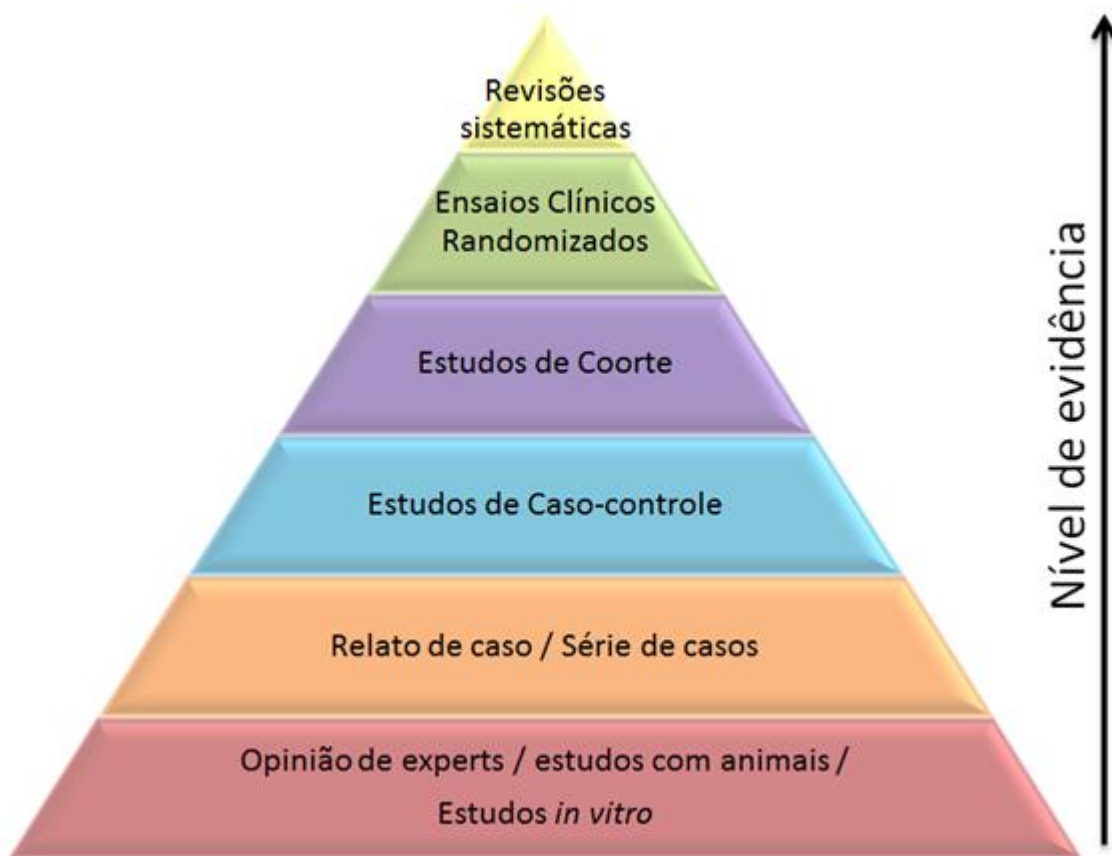 Revisões
sistemáticas
Ensaios Clínicos
Randomizados
Estudos de Coorte
Estudos de Caso-controle
Relato de caso / Série de casos
Opinião de experts / estudos com animais /
Estudos in vitro
Nível de evidência